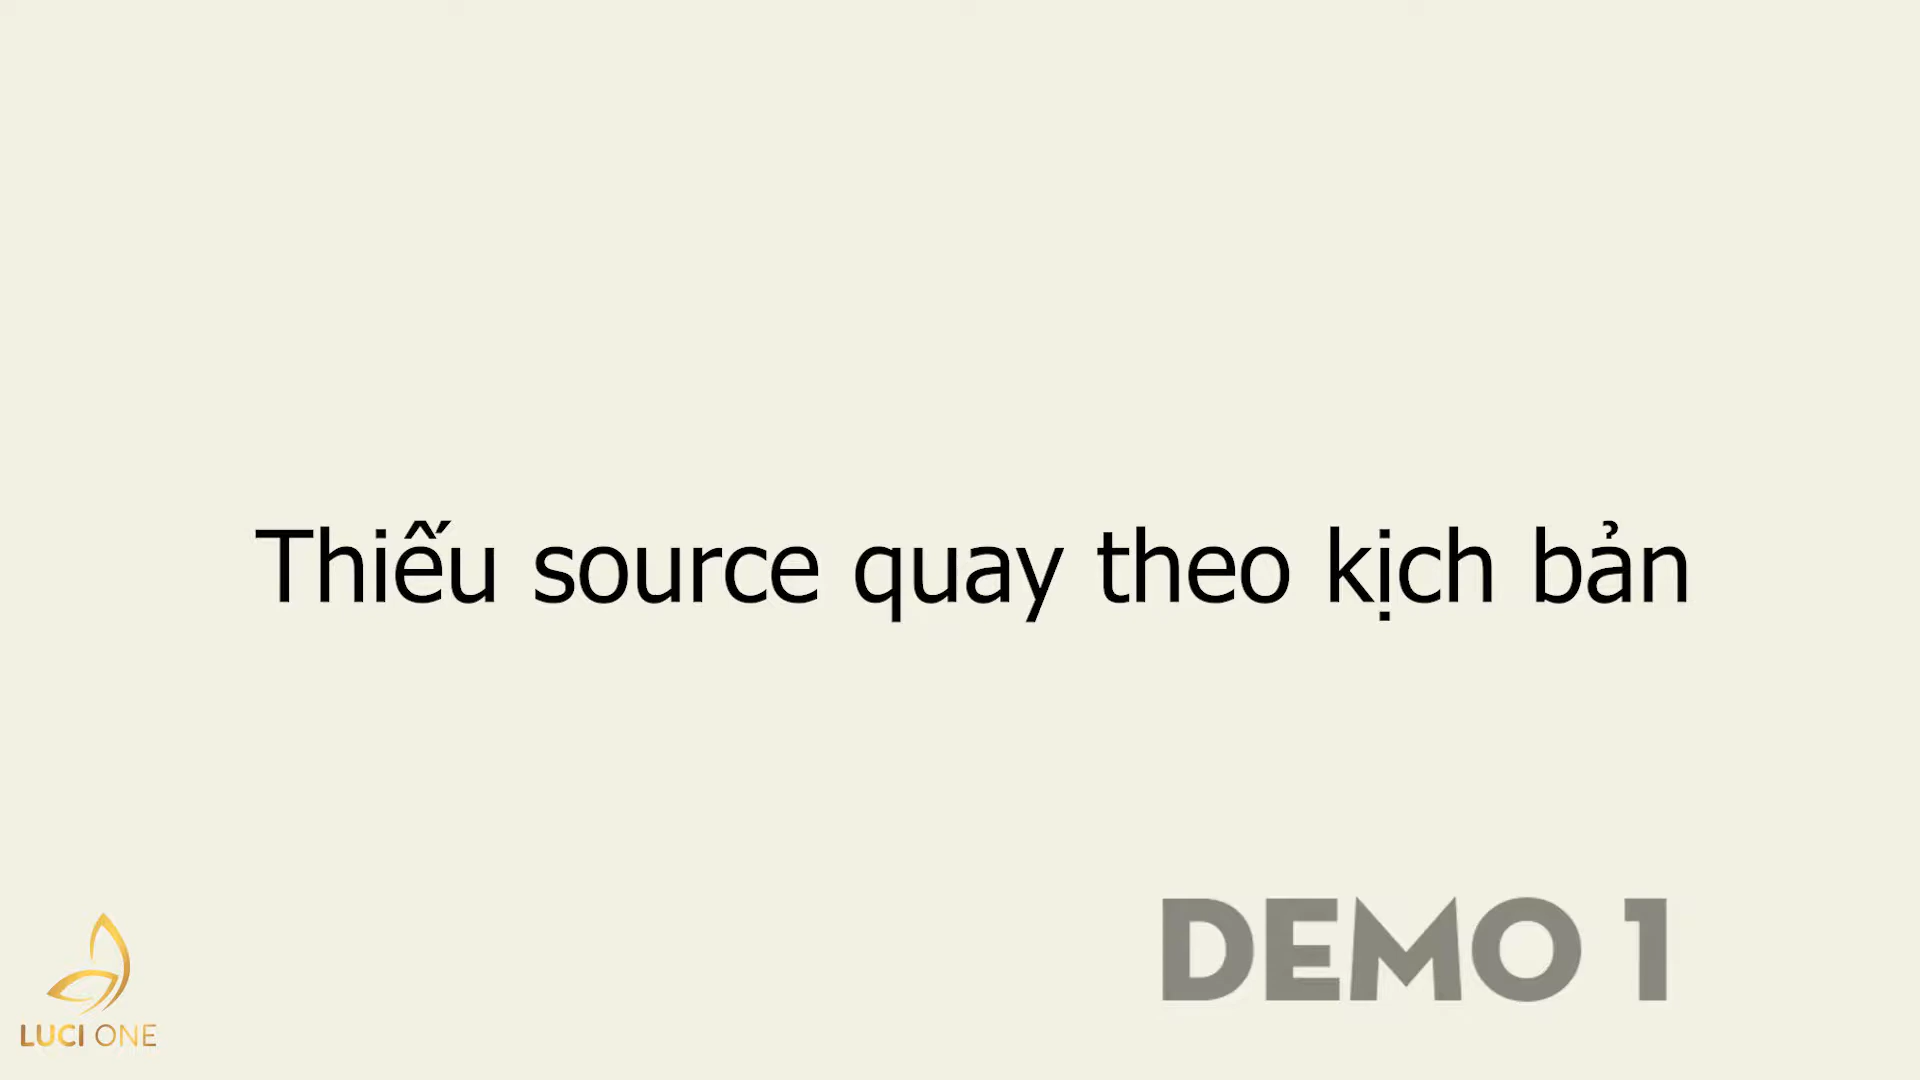 Thiếu source quay theo kịch bản
DEMO 1
LUCI ONE